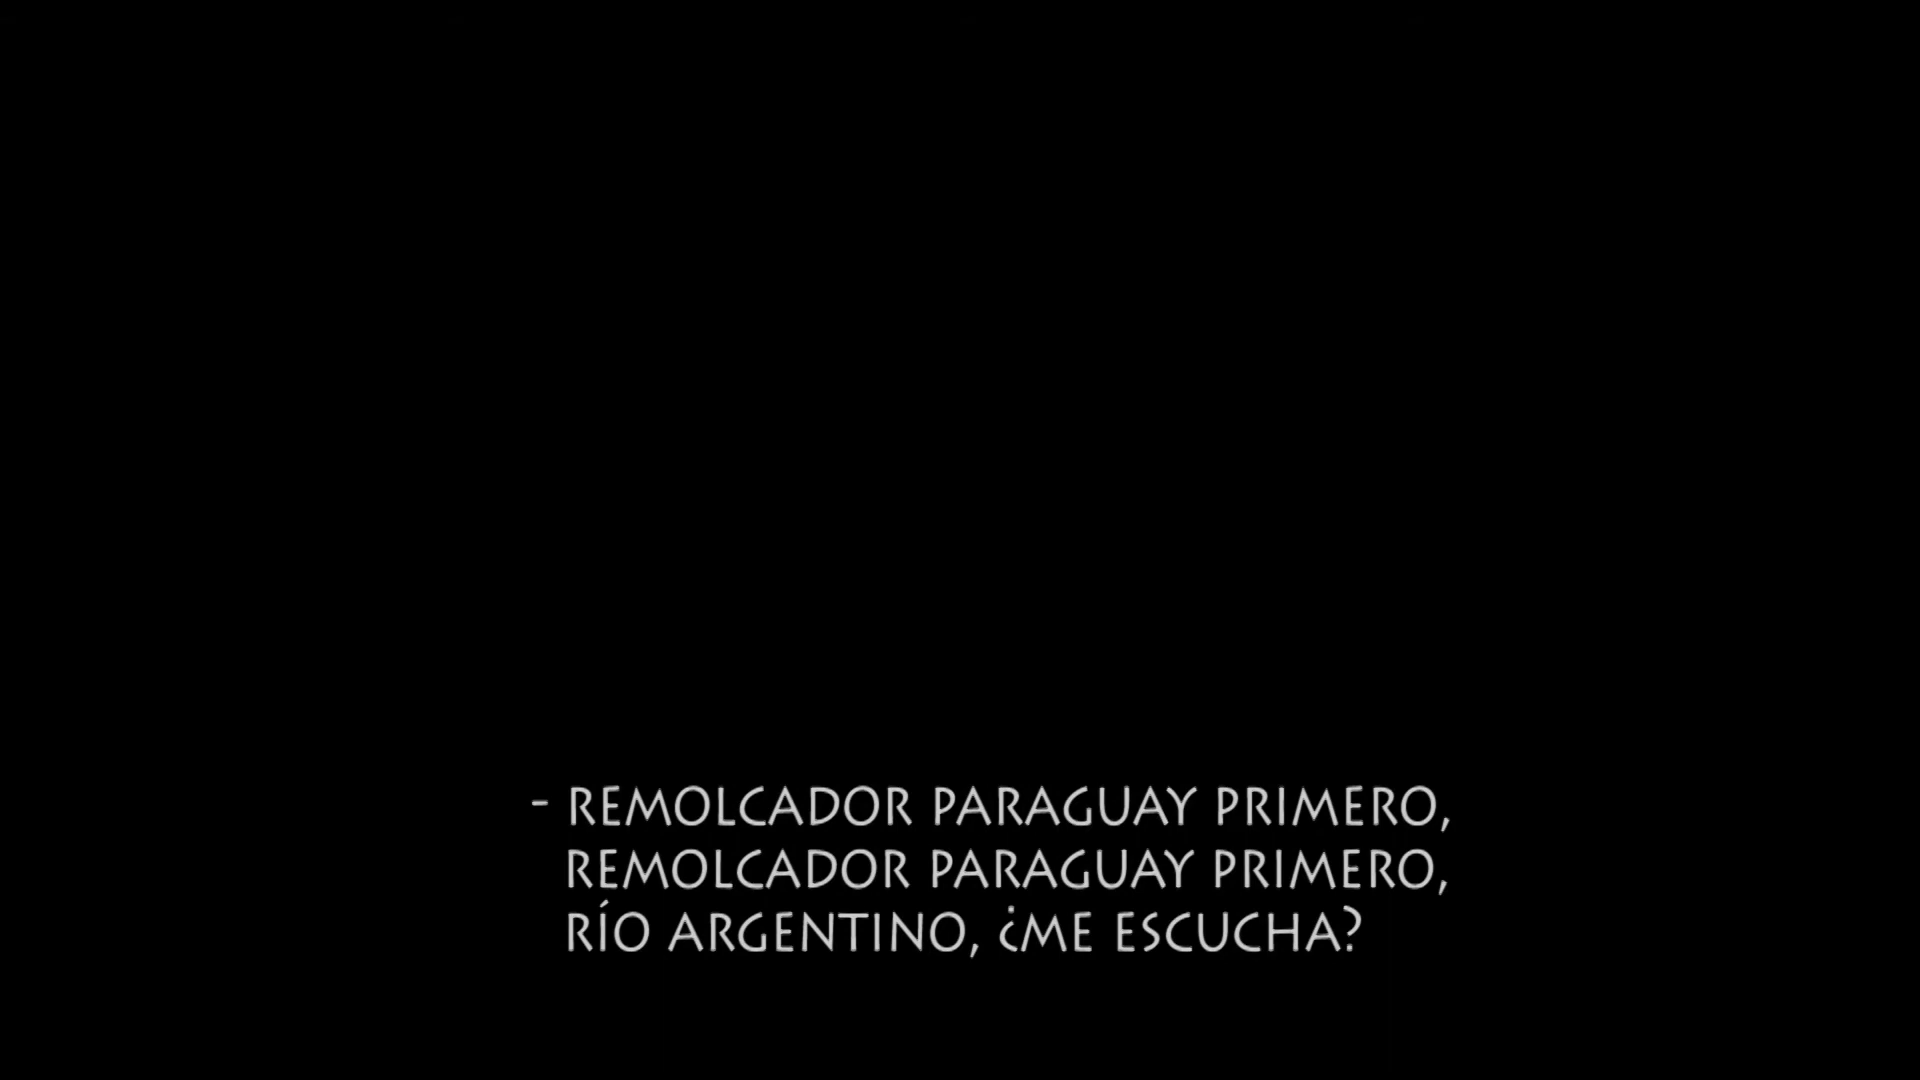 - REMOLCADOR PARAGUAY PRIMERO,
REMOLCADOR PARAGUAY PRIMERO,
RÍO ARGENTINO, ¿ME ESCUCHA?